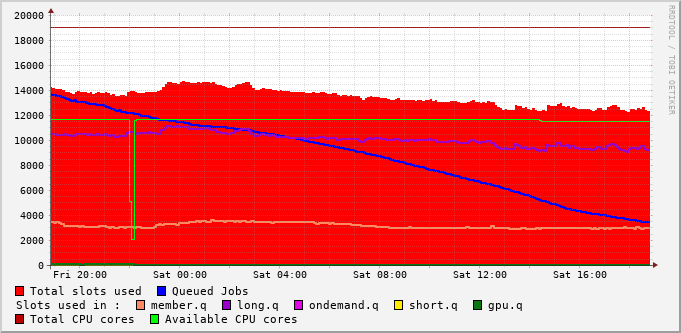 20000
18000
16000
14000
12000
10000
8000
6000
4000
2000
0
Fri 20:00 Sat 00:00 Sat 04:00 Sat 08:00 Sat 12:00 Sat 16:00
Total slots used Queued Jobs
Slots used in : member.q long.q ondemand.q short.q gpu.q
Total CPU cores Available CPU cores
RRDTOOL / TOBI OETIKER